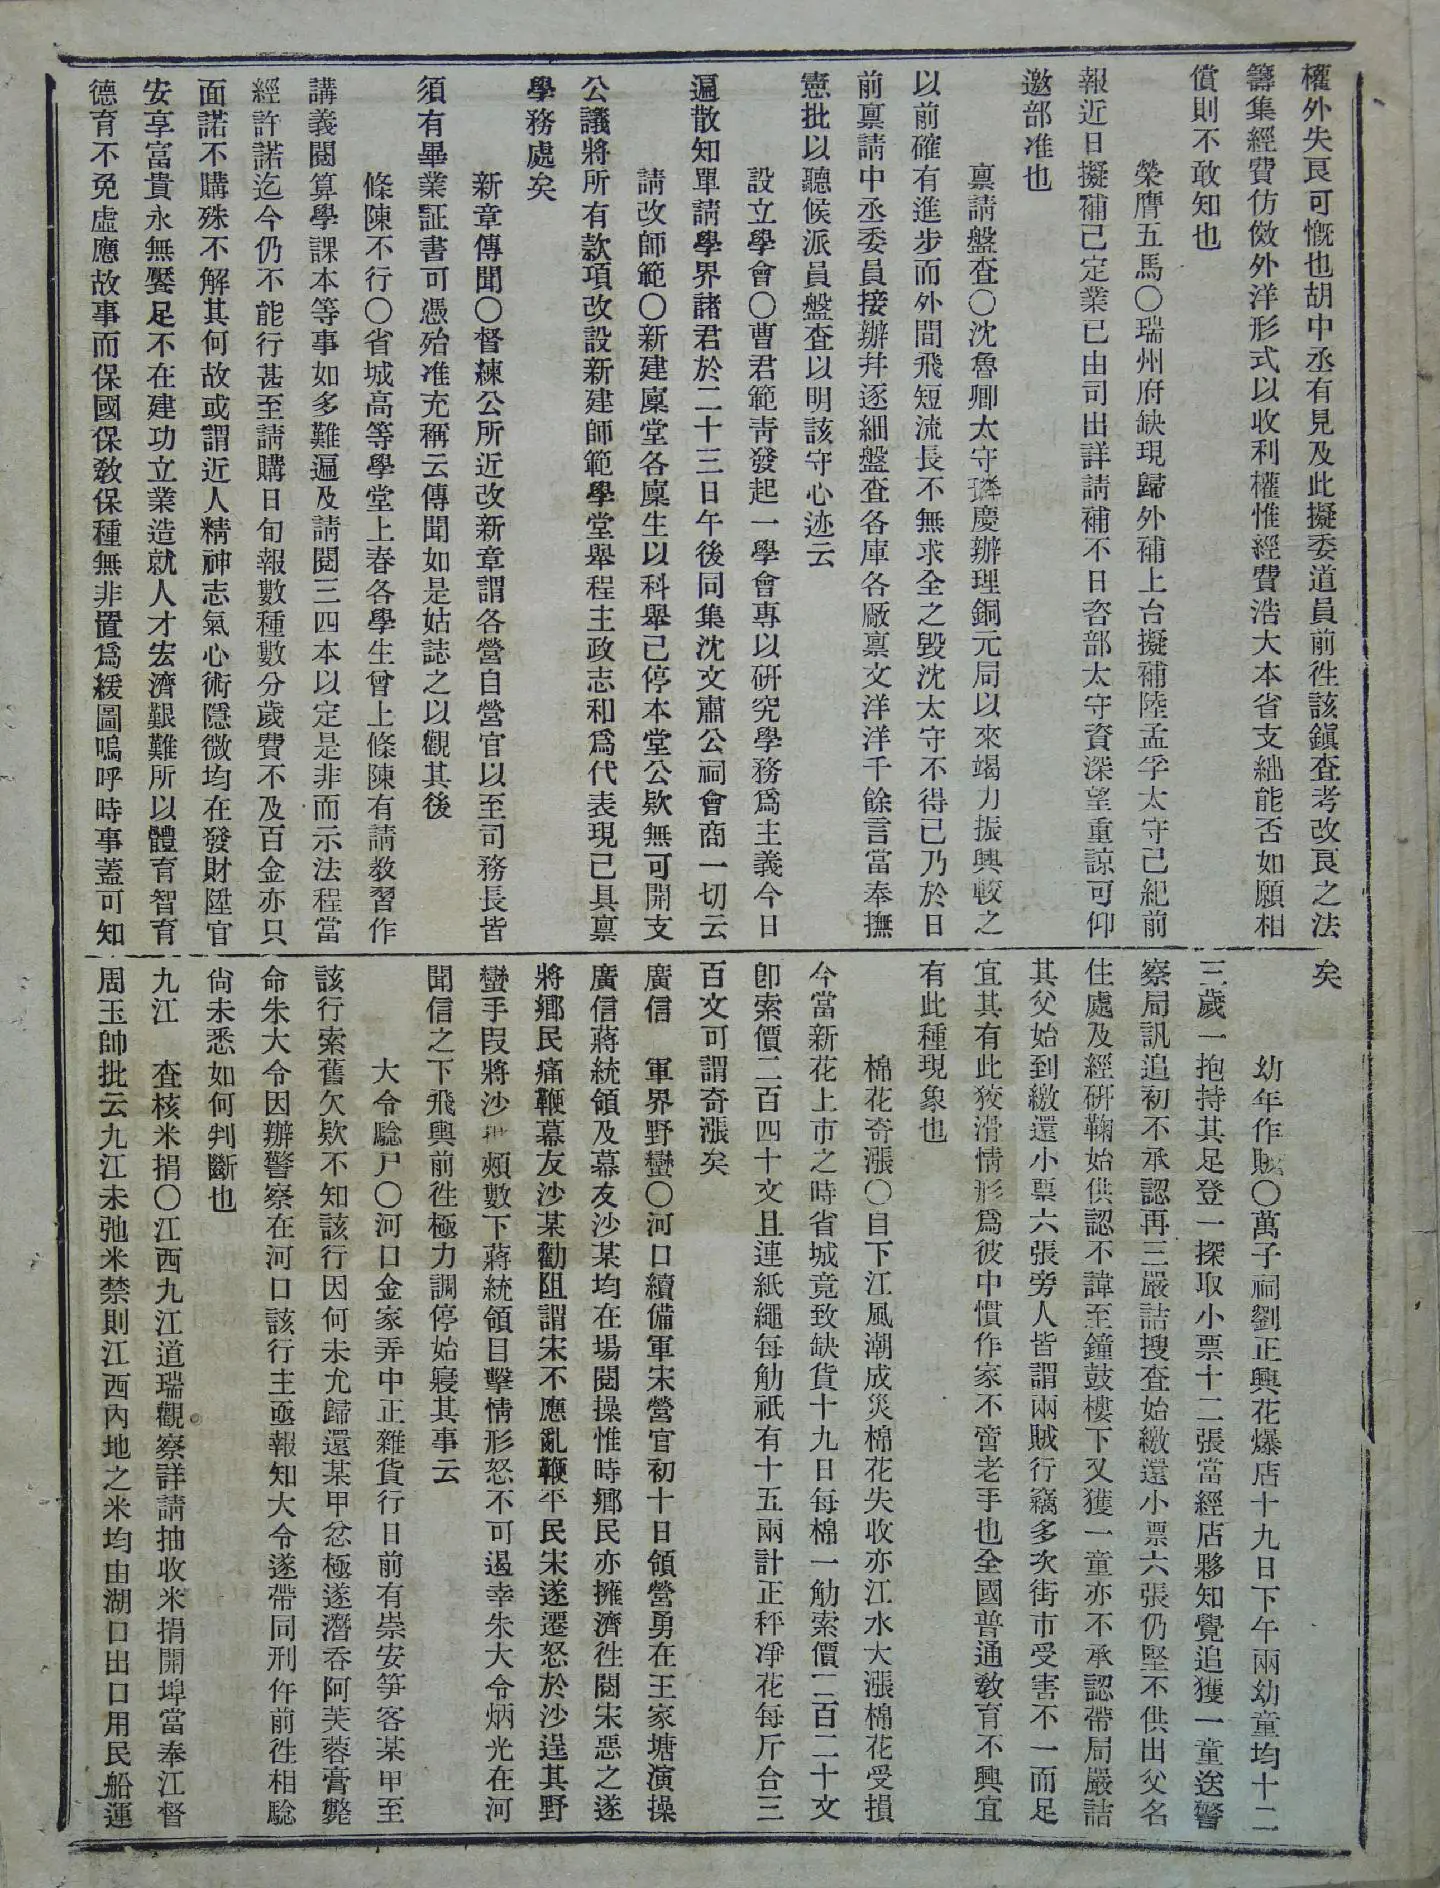 權外失艮可慨也胡中丞有見及此擬委道員前徃該鎭査考改艮之法
籌集經費仿傚外洋形式以收利權惟經費浩大本省支絀能否如願相
償則不敢知也
榮膺五馬○瑞州府缺現歸外補上台擬補陸孟孚太守己紀前
報近日擬補己定業已由司出詳請補不日咨部太守資深望重諒可仰
邀部准也
稟請盤査○沈魯卿太守璘慶辦理銅元局以來竭力振興較之
以前確有進步而外間飛短流長不無求全之毀沈太守不得己乃於日
前稟請中丞委員接辦幷逐細盤査各庫各厰稟文洋洋千餘言當奉撫
憲批以聽候派員盤査以明該守心迹云
設立學會○曹君範靑發起一學會專以研究學務爲主義今日
遍散知單請學界諸君於二十三日午後同集沈文肅公祠會商一切云
請改師範○新建廩堂各廩生以科舉己停本堂公欵無可開支
公議將所有款項改設新建師範學堂舉程主政志和爲代表現己具稟
學務處矣
新章傳聞○督練公所近改新章謂各營自營官以至司務長皆
須有畢業証書可憑殆准充稱云傳聞如是姑誌之以觀其後
條陳不行○省城高等學堂上春各學生曾上條陳有請教習作
講義閱算學課本等事如多難遍及請閱三四本以定是非而示法程當
經許諾迄今仍不能行甚至請購日旬報數種數分歲費不及百金亦只
面諾不購殊不解其何故或謂近人精神志氣心術隱微均在發財陞官
安享富貴永無饜足不在建功立業造就人才宏濟艱難所以體育智育
德育不免虛應故事而保國保教保種無非置爲緩圖嗚呼時事蓋可知
矣
幼年作賊○萬子祠劉正興花爆店十九日下午兩幼童均十二
三歲一抱持其足登一探取小票十二張當經店夥知覺追獲一童送警
察局訊追初不承認再三嚴詰搜査始繳還小票六張仍堅不供出父名
住處及經研鞠始供認不諱至鐘鼓樓下又獲一童亦不承認帶局嚴詰
其父始到繳還小票六張旁人皆謂兩賊行竊多次街市受害不一而足
宜其有此狡滑情形爲彼中慣作家不啻老手也全國普通敎育不興宜
有此種現象也
棉花奇漲○目下江風潮成災棉花失收亦江水大漲棉花受損
今當新花上市之時省城竟致缺貨十九日每棉一觔索價三百二十文
卽索價二百四十文且連紙繩每觔祇有十五兩計正秤凈花每斤合三
百文可謂奇漲矣
廣信　軍界野蠻○河口續備軍宋營官初十日領營勇在王家塘演操
廣信蔣統領及幕友沙某均在場閱操惟時鄉民亦擁濟徃閱宋惡之遂
將鄉民痛鞭幕友沙某勸阻謂宋不應亂鞭平民宋遂遷怒於沙逞其野
蠻手段將沙批頰數下蔣統領目擊情形怒不可遏幸朱大令炳光在河
聞信之下飛輿前徃極力調停始寢其事云
大令騐尸○河口金家弄中正雜貨行日前有崇安笋客某甲至
該行索舊欠欵不知該行因何未允歸還某甲忿極遂潛呑阿芙蓉膏斃
命朱大令因辦警察在河口該行主亟報知大令遂帶同刑仵前徃相騐
尙未悉如何判斷也
九江　査核米捐○江西九江道瑞觀察詳請抽收米捐開埠當奉江督
周玉帥批云九江未弛米禁則江西內地之米均由湖口出口用民船運